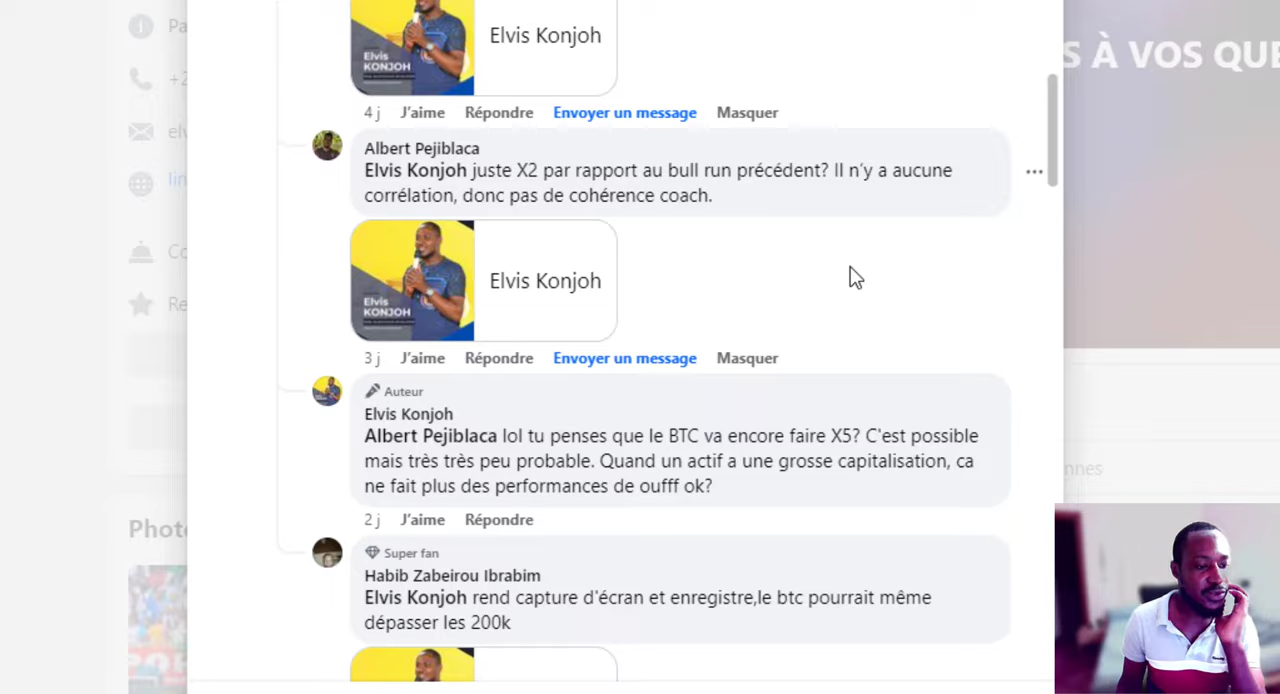 Elvis
KONJOH
Elvis Konjoh
4 j J'aime Répondre Envoyer un message Masquer
Albert Pejiblaca
Elvis Konjoh juste X2 par rapport au bull run précédent? Il n'y a aucune
corrélation, donc pas de cohérence coach.
Elvis
KONJOH
Elvis Konjoh
3 j J'aime Répondre Envoyer un message Masquer
Auteur
Elvis Konjoh
Albert Pejiblaca lol tu penses que le BTC va encore faire X5? C'est possible
mais très très peu probable. Quand un actif a une grosse capitalisation, ca
ne fait plus des performances de oufff ok?
2 j J'aime Répondre
Super fan
Habib Zabeirou Ibrabim
Elvis Konjoh rend capture d'écran et enregistre,le btc pourrait même
dépasser les 200k
Pa
+2
el
lin
Co
Re
Photo
S À VOS QUE
nnes